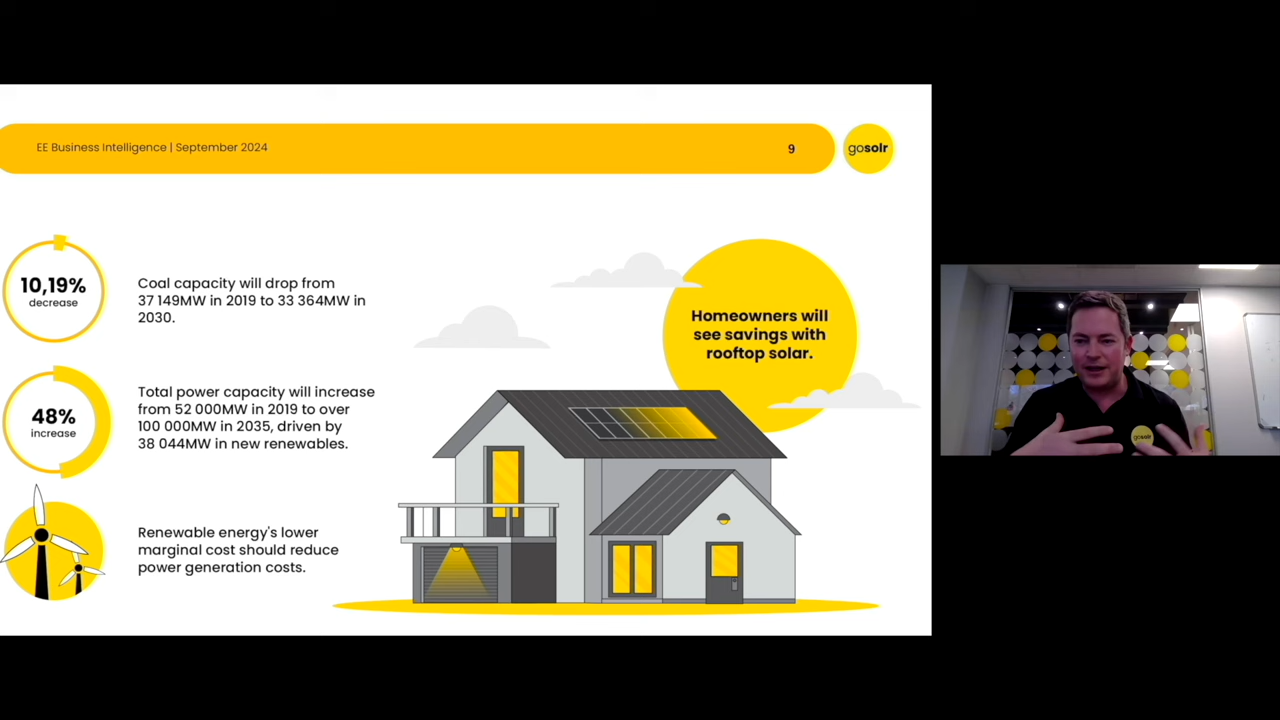 EE Business Intelligence | September 2024
9
gosolr
10,19%
decrease
Coal capacity will drop from
37 149MW in 2019 to 33 364MW in
2030.
48%
increase
Total power capacity will increase
from 52 000MW in 2019 to over
100 000MW in 2035, driven by
38 044MW in new renewables.
Renewable energy's lower
marginal cost should reduce
power generation costs.
Homeowners will
see savings with
rooftop solar.
gosolr